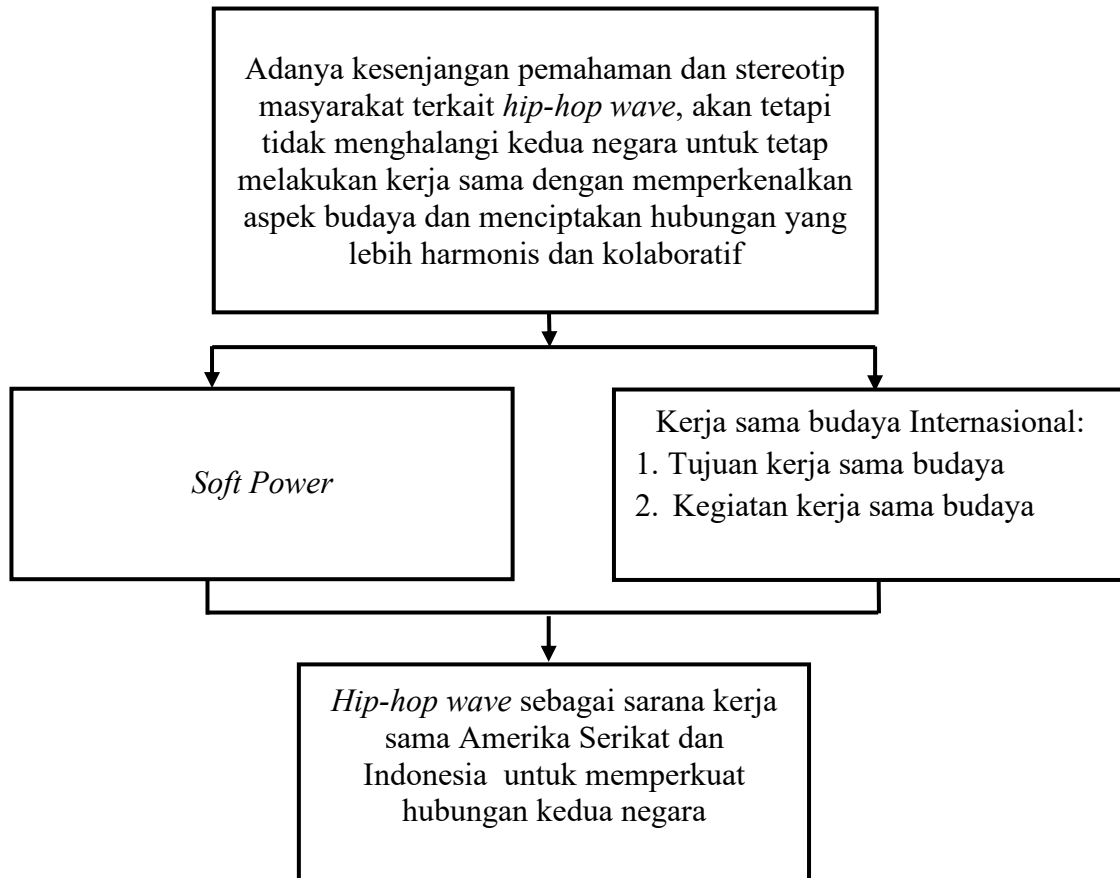 Adanya kesenjangan pemahaman dan stereotip
masyarakat terkait hip-hop wave, akan tetapi
tidak menghalangi kedua negara untuk tetap
melakukan kerja sama dengan memperkenalkan
aspek budaya dan menciptakan hubungan yang
lebih harmonis dan kolaboratif
Soft Power
Kerja sama budaya Internasional:
1. Tujuan kerja sama budaya
2. Kegiatan kerja sama budaya
Hip-hop wave sebagai sarana kerja
sama Amerika Serikat dan
Indonesia untuk memperkuat
hubungan kedua negara